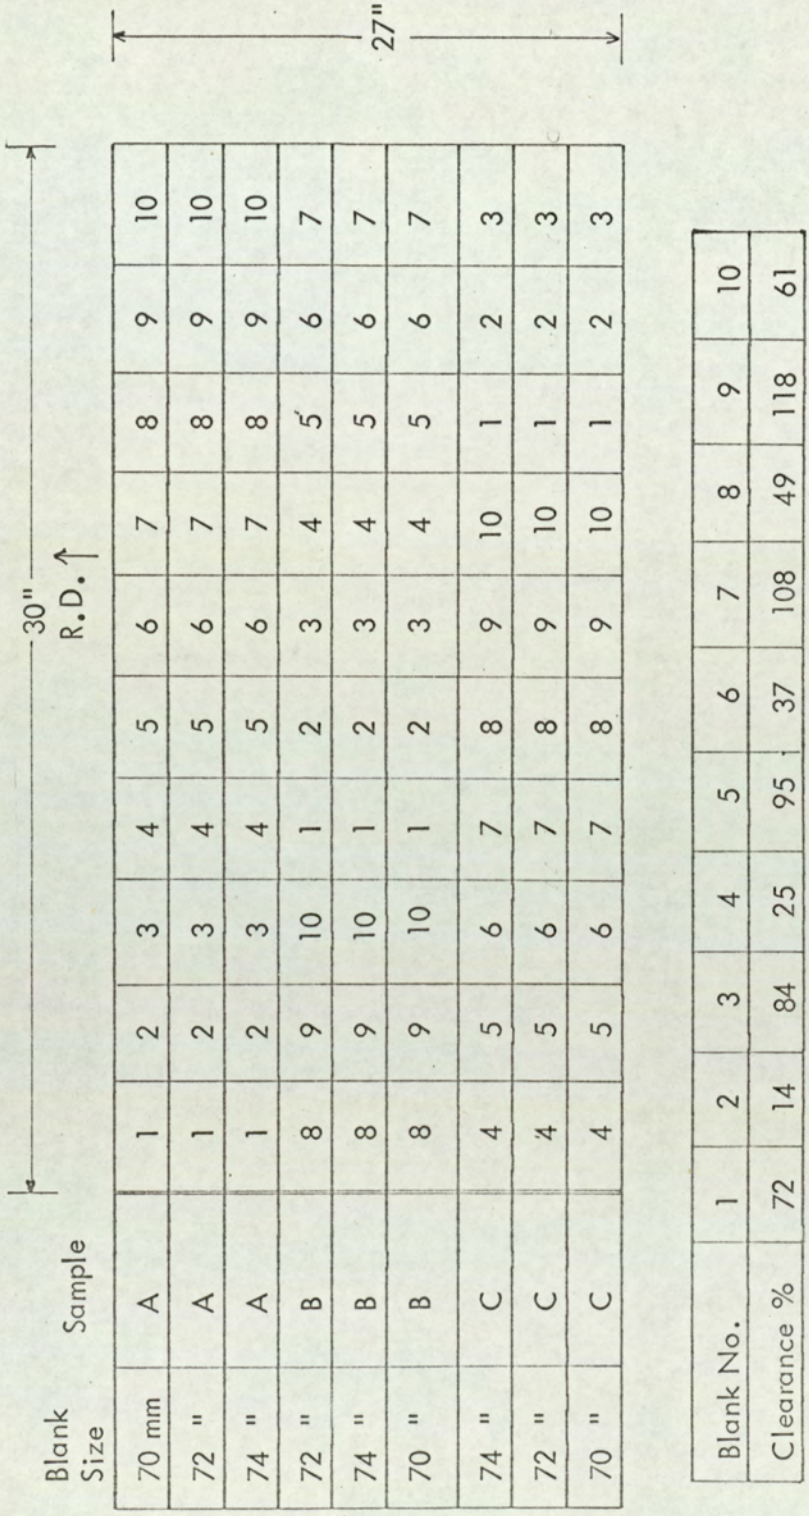 30"
R.D. ↑
27"
Blank Size Sample
70 mm A 1 2 3 4 5 6 7 8 9 10
72 " A 1 2 3 4 5 6 7 8 9 10
74 " A 1 2 3 4 5 6 7 8 9 10
72 " B 8 9 10 1 2 3 4 5 6 7
74 " B 8 9 10 1 2 3 4 5 6 7
70 " B 8 9 10 1 2 3 4 5 6 7
74 " C 4 5 6 7 8 9 10 1 2 3
72 " C 4 5 6 7 8 9 10 1 2 3
70 " C 4 5 6 7 8 9 10 1 2 3
Blank No. 1 2 3 4 5 6 7 8 9 10
Clearance % 72 14 84 25 95 37 108 49 118 61